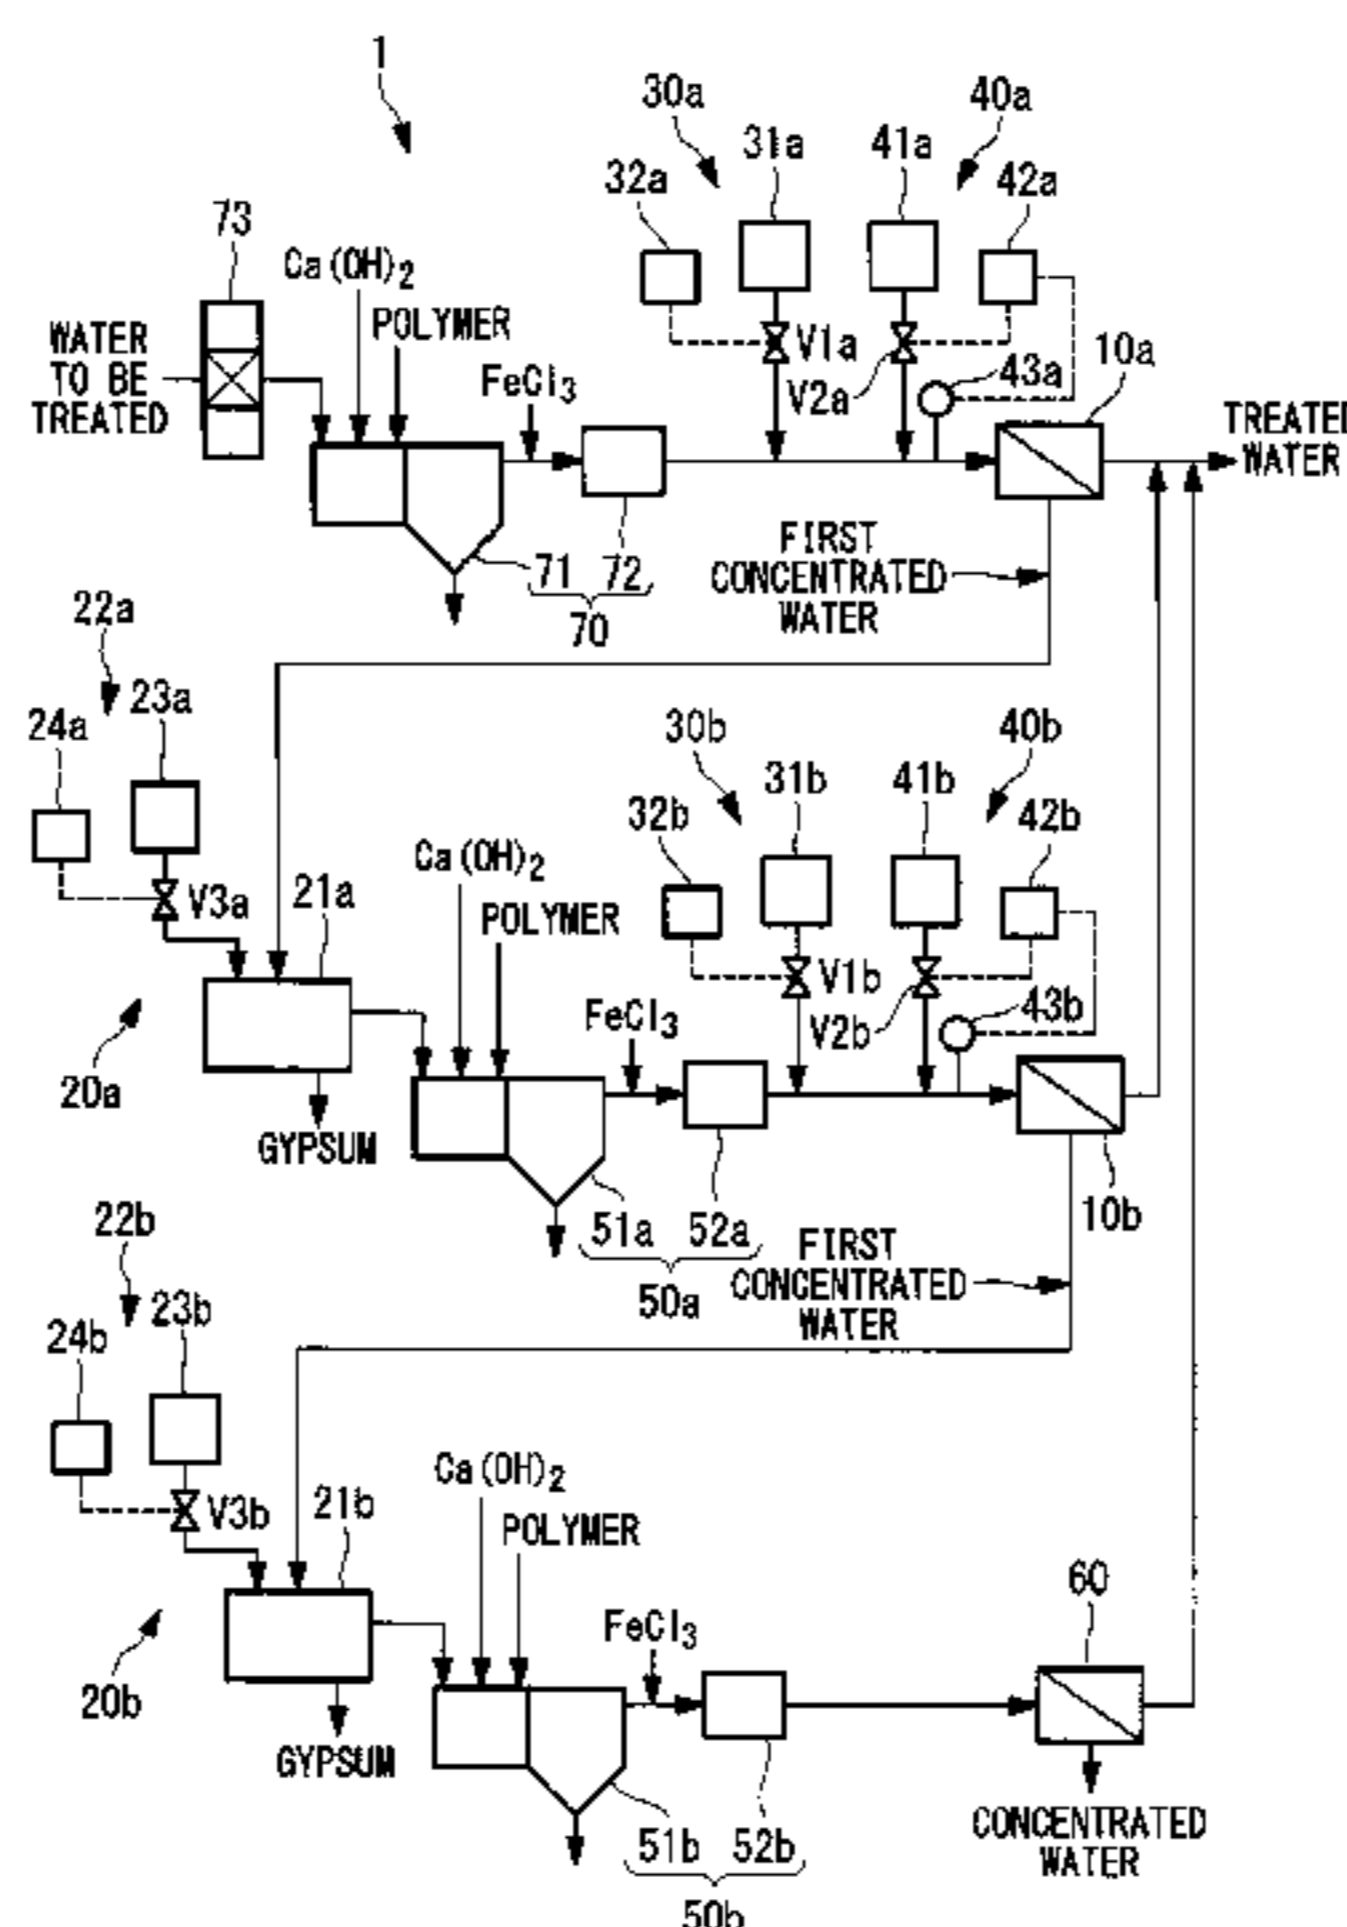 1
30a
40a
31a
41a
32a
42a
73
Ca(OH)2
POLYMER
WATER
TO BE
TREATED
FeCl3
V1a
V2a
43a
10a
TREATED
WATER
FIRST
CONCENTRATED
WATER
71
72
70
22a
23a
24a
30b
40b
31b
41b
32b
42b
Ca(OH)2
V3a
21a
POLYMER
V1b
FeCl3
V2b
43b
20a
GYPSUM
10b
51a
52a
50a
FIRST
CONCENTRATED
WATER
22b
23b
24b
Ca(OH)2
V3b
21b
POLYMER
60
FeCl3
20b
GYPSUM
51b
52b
50b
CONCENTRATED
WATER